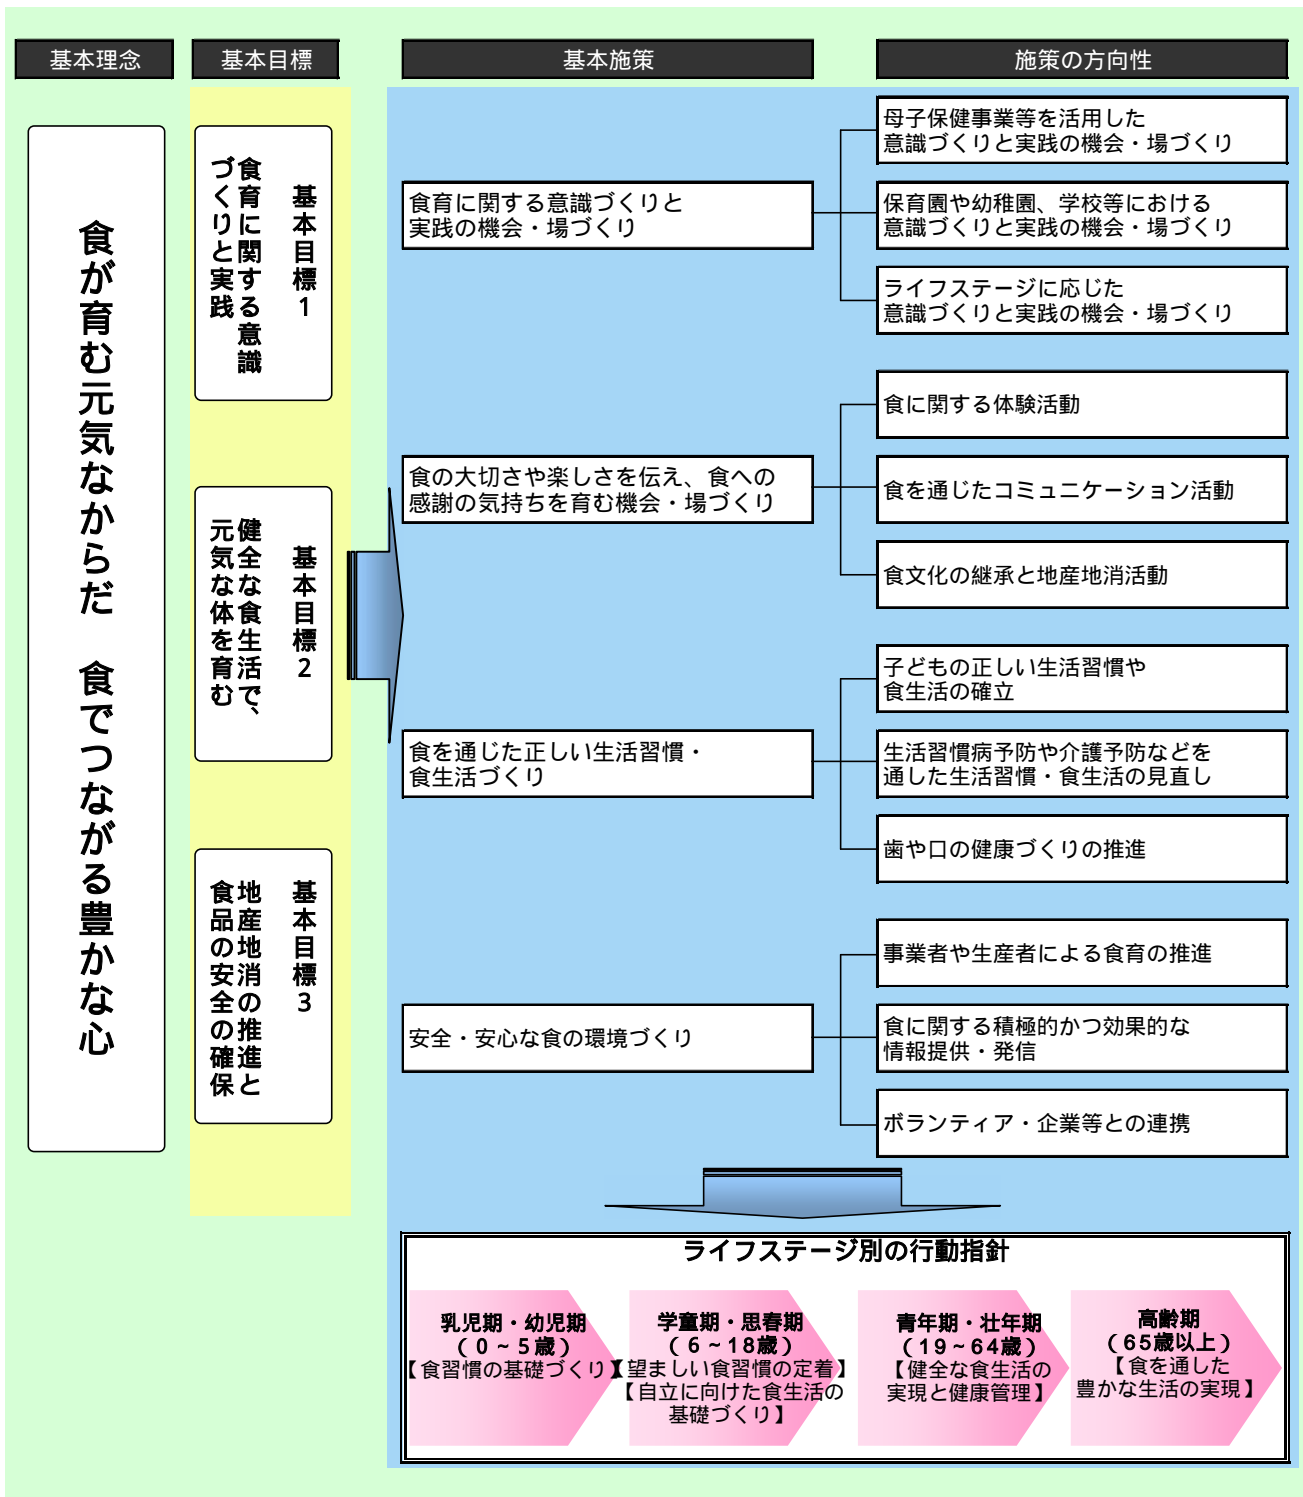 基本理念
基本目標
基本施策
施策の方向性
食が育む元気なからだ　食でつながる豊かな心
基本目標1
食育に関する意識
づくりと実践
基本目標2
健全な食生活で、
元気な体を育む
基本目標3
地産地消の推進と
食品の安全の確保
食育に関する意識づくりと
実践の機会・場づくり
母子保健事業等を活用した
意識づくりと実践の機会・場づくり
保育園や幼稚園、学校等における
意識づくりと実践の機会・場づくり
ライフステージに応じた
意識づくりと実践の機会・場づくり
食の大切さや楽しさを伝え、食への
感謝の気持ちを育む機会・場づくり
食に関する体験活動
食を通じたコミュニケーション活動
食文化の継承と地産地消活動
食を通じた正しい生活習慣・
食生活づくり
子どもの正しい生活習慣や
食生活の確立
生活習慣病予防や介護予防などを
通した生活習慣・食生活の見直し
歯や口の健康づくりの推進
安全・安心な食の環境づくり
事業者や生産者による食育の推進
食に関する積極的かつ効果的な
情報提供・発信
ボランティア・企業等との連携
ライフステージ別の行動指針
乳児期・幼児期
（０～５歳）
【食習慣の基礎づくり】
学童期・思春期
（６～18歳）
【望ましい食習慣の定着】
【自立に向けた食生活の
基礎づくり】
青年期・壮年期
（19～64歳）
【健全な食生活の
実現と健康管理】
高齢期
（65歳以上）
【食を通した
豊かな生活の実現】